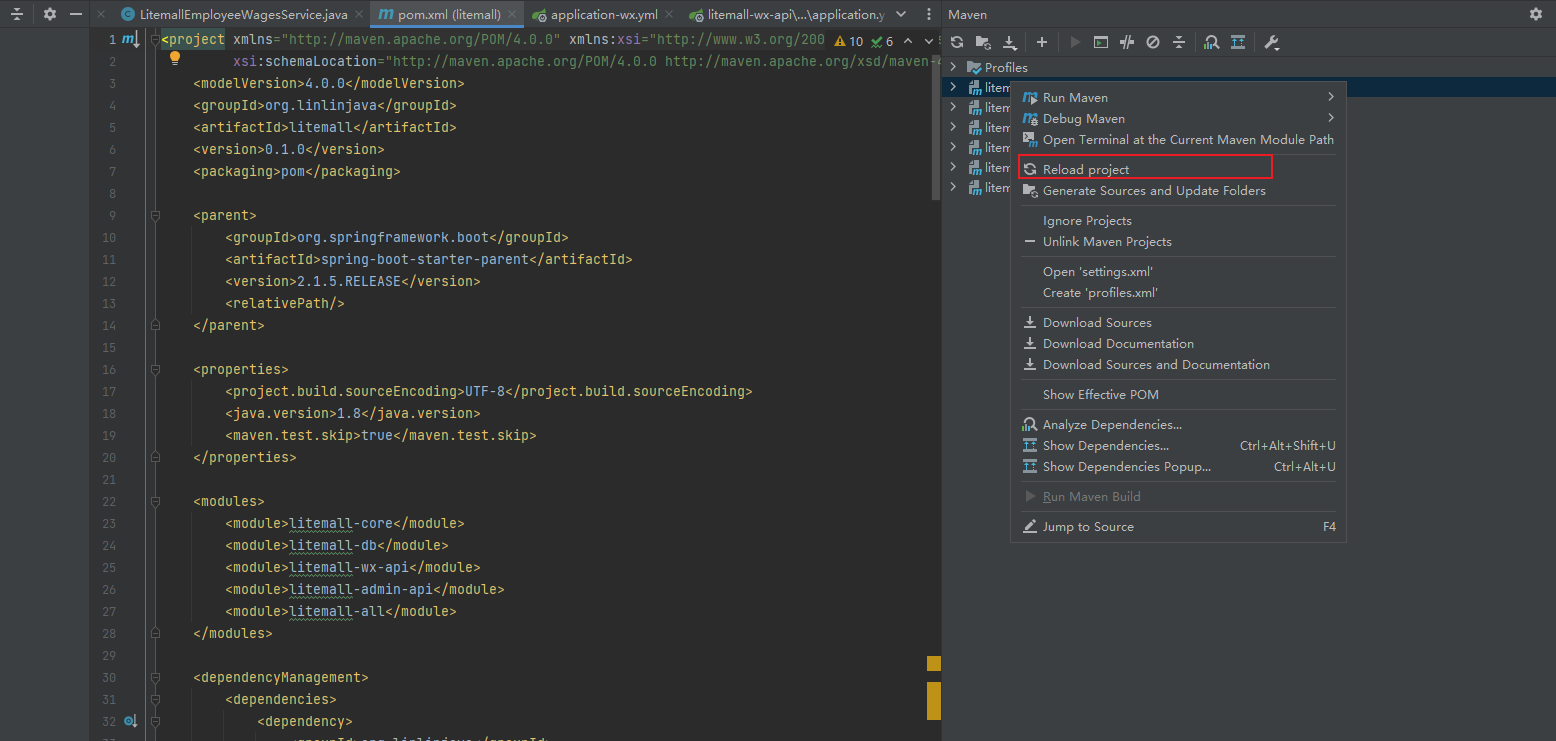 LitemallEmployeeWagesService.java
pom.xml (litemall)
application-wx.yml
litemall-wx-api\...\application.y
Maven
1 <project xmlns="http://maven.apache.org/POM/4.0.0" xmlns:xsi="http://www.w3.org/200
10 6
2 xsi:schemaLocation="http://maven.apache.org/POM/4.0.0 http://maven.apache.org/xsd/maven-4
3 <modelVersion>4.0.0</modelVersion>
4 <groupId>org.linlinjava</groupId>
5 <artifactId>litemall</artifactId>
6 <version>0.1.0</version>
7 <packaging>pom</packaging>
8
9 <parent>
10 <groupId>org.springframework.boot</groupId>
11 <artifactId>spring-boot-starter-parent</artifactId>
12 <version>2.1.5.RELEASE</version>
13 <relativePath/>
14 </parent>
15
16 <properties>
17 <project.build.sourceEncoding>UTF-8</project.build.sourceEncoding>
18 <java.version>1.8</java.version>
19 <maven.test.skip>true</maven.test.skip>
20 </properties>
21
22 <modules>
23 <module>litemall-core</module>
24 <module>litemall-db</module>
25 <module>litemall-wx-api</module>
26 <module>litemall-admin-api</module>
27 <module>litemall-all</module>
28 </modules>
29
30 <dependencyManagement>
31 <dependencies>
32 <dependency>
Profiles
litem
litem
litem
litem
litem
litem
Run Maven
Debug Maven
Open Terminal at the Current Maven Module Path
Reload project
Generate Sources and Update Folders
Ignore Projects
Unlink Maven Projects
Open 'settings.xml'
Create 'profiles.xml'
Download Sources
Download Documentation
Download Sources and Documentation
Show Effective POM
Analyze Dependencies...
Show Dependencies... Ctrl+Alt+Shift+U
Show Dependencies Popup... Ctrl+Alt+U
Run Maven Build
Jump to Source F4